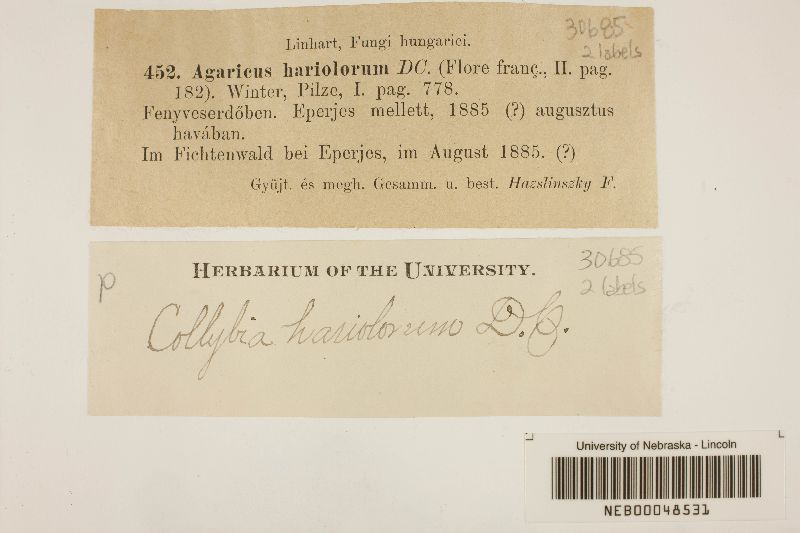 30685
2 labels
Linhart, Fungi hungarici.
452. Agaricus hariolorum DC. (Flore franç., II. pag.
182). Winter, Pilze, I. pag. 778.
Fenyveserdőben. Eperjes mellett, 1885 (?) augusztus
havában.
Im Fichtenwald bei Eperjes, im August 1885. (?)
Gyűjt. és megh. Gesamm. u. best. Hazslinszky F.
p
HERBARIUM OF THE UNIVERSITY.
30685
2 labels
Collybia hariolorum D.C.
University of Nebraska - Lincoln
NEB00048531